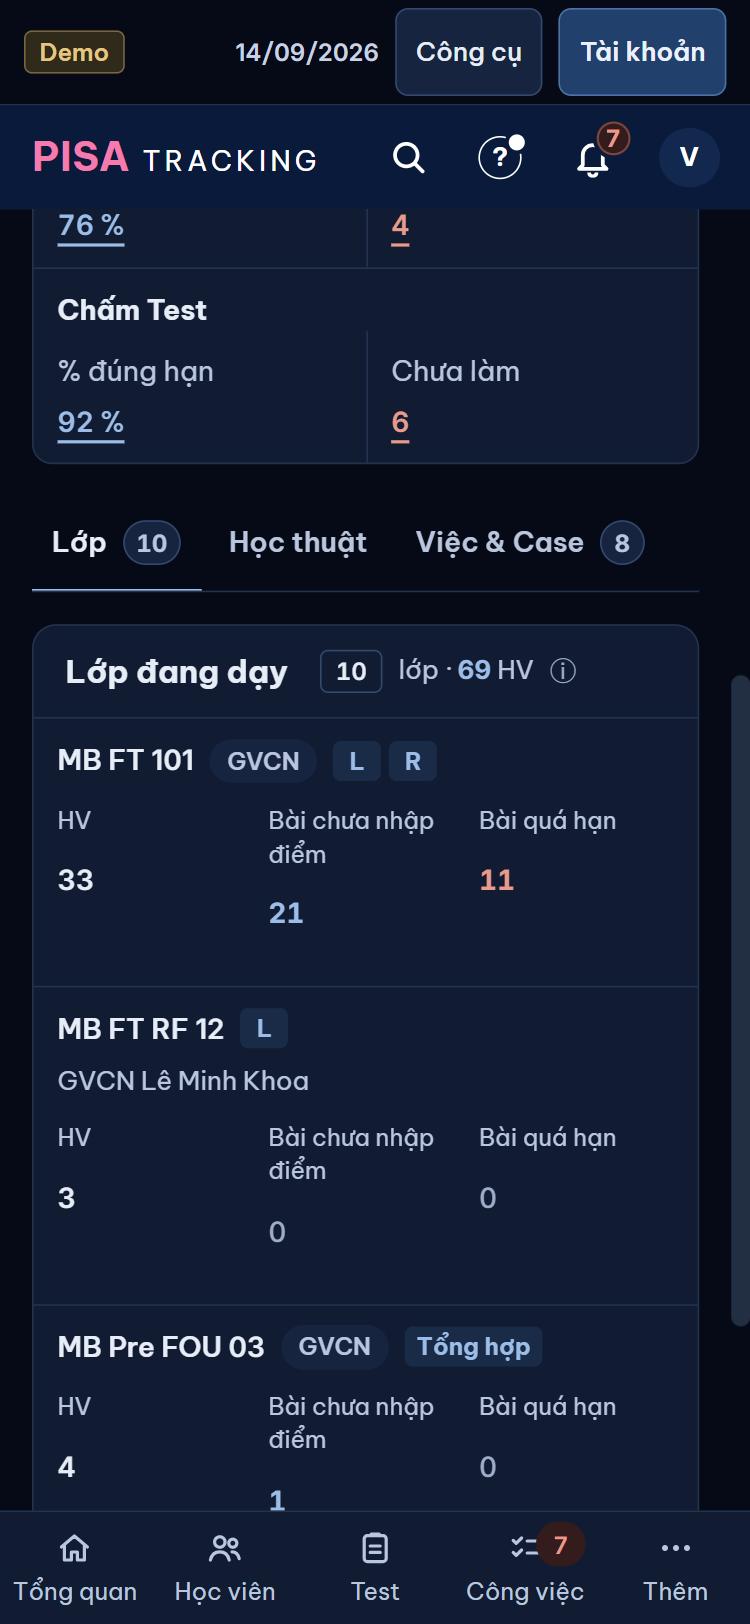 Demo 14/09/2026 Công cụ Tài khoản
PISA TRACKING ? 7 V
76 % 4
Chấm Test
% đúng hạn Chưa làm
92 % 6
Lớp 10 Học thuật Việc & Case 8
Lớp đang dạy 10 lớp · 69 HV ⓘ
MB FT 101 GVCN L R
HV Bài chưa nhập điểm Bài quá hạn
33 21 11
MB FT RF 12 L
GVCN Lê Minh Khoa
HV Bài chưa nhập điểm Bài quá hạn
3 0 0
MB Pre FOU 03 GVCN Tổng hợp
HV Bài chưa nhập điểm Bài quá hạn
4 1 0
7
Tổng quan Học viên Test Công việc Thêm